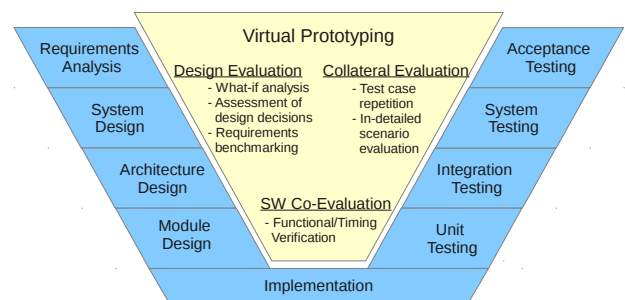 Virtual Prototyping
Requirements
Analysis
System
Design
Architecture
Design
Module
Design
Design Evaluation
- What-if analysis
- Assessment of
design decisions
- Requirements
benchmarking
Collateral Evaluation
- Test case
repetition
- In-detailed
scenario
evaluation
SW Co-Evaluation
- Functional/Timing
Verification
Acceptance
Testing
System
Testing
Integration
Testing
Unit
Testing
Implementation